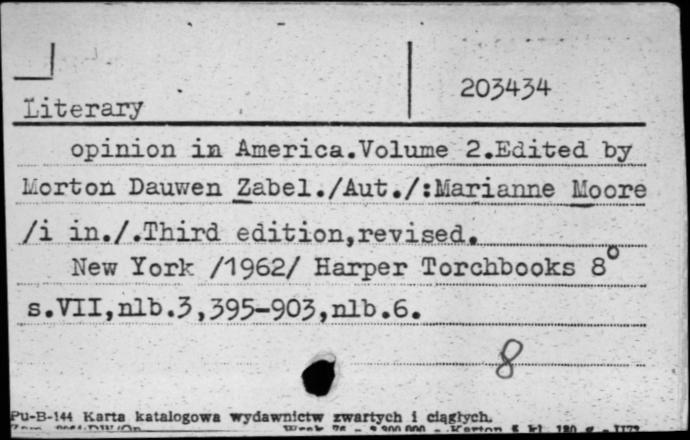 203434
Literary
opinion in America.Volume 2.Edited by
Morton Dauwen Zabel./Aut./:Marianne Moore
/i in./.Third edition,revised.
New York /1962/ Harper Torchbooks 8°
s.VII,nlb.3,395-903,nlb.6.
8
Pu-B-144 Karta katalogowa wydawnictw zwartych i ciągłych.